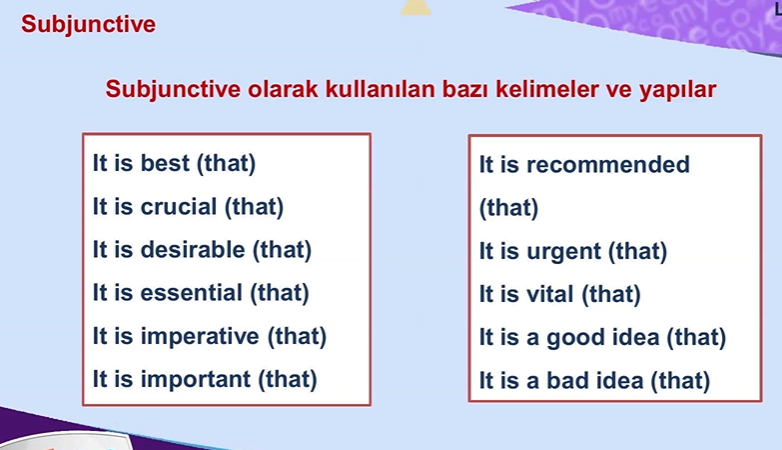 Subjunctive
Subjunctive olarak kullanılan bazı kelimeler ve yapılar
It is best (that)
It is crucial (that)
It is desirable (that)
It is essential (that)
It is imperative (that)
It is important (that)
It is recommended
(that)
It is urgent (that)
It is vital (that)
It is a good idea (that)
It is a bad idea (that)